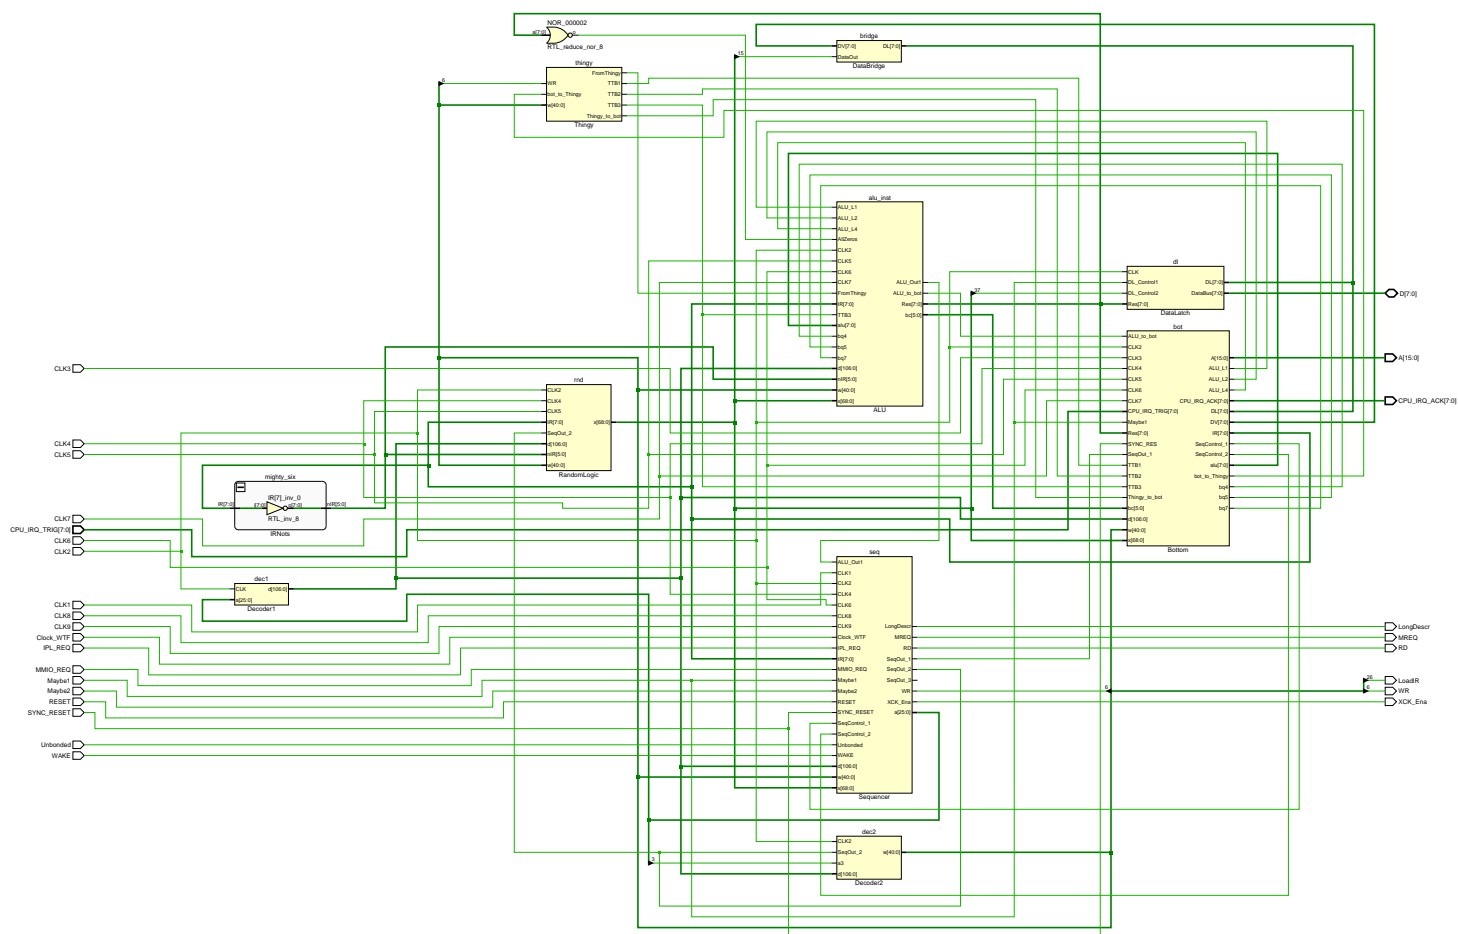 NOR_000002
a[7:0]
o
RTL_reduce_nor_8
thingy
WR
bot_to_Thingy
w[40:0]
FromThingy
TTB1
TTB2
TTB3
Thingy_to_bot
Thingy
6
15
bridge
DV[7:0]
DataOut
DL[7:0]
DataBridge
alu_inst
ALU_L1
ALU_L2
ALU_L4
AllZeros
CLK2
CLK5
CLK6
CLK7
FromThingy
IR[7:0]
TTB3
alu[7:0]
bq4
bq5
bq7
d[106:0]
nIR[5:0]
w[40:0]
x[68:0]
ALU_Out1
ALU_to_bot
Res[7:0]
bc[5:0]
ALU
37
dl
CLK
DL_Control1
DL_Control2
Res[7:0]
DL[7:0]
DataBus[7:0]
DataLatch
D[7:0]
bot
ALU_to_bot
CLK2
CLK3
CLK4
CLK5
CLK6
CLK7
CPU_IRQ_TRIG[7:0]
Maybe1
Res[7:0]
SYNC_RES
SeqOut_1
TTB1
TTB2
TTB3
Thingy_to_bot
bc[5:0]
d[106:0]
w[40:0]
x[68:0]
A[15:0]
ALU_L1
ALU_L2
ALU_L4
CPU_IRQ_ACK[7:0]
DL[7:0]
DV[7:0]
IR[7:0]
SeqControl_1
SeqControl_2
alu[7:0]
bot_to_Thingy
bq4
bq5
bq7
Bottom
A[15:0]
CPU_IRQ_ACK[7:0]
CLK3
CLK4
CLK5
rnd
CLK2
CLK4
CLK5
IR[7:0]
SeqOut_2
d[106:0]
nIR[5:0]
w[40:0]
x[68:0]
RandomLogic
mighty_six
IR[7]_inv_0
IR[7:0]
i[7:0]
o[7:0]
nIR[5:0]
RTL_inv_8
IRNots
CLK7
CPU_IRQ_TRIG[7:0]
CLK6
CLK2
dec1
CLK
a[25:0]
d[106:0]
Decoder1
CLK1
CLK8
CLK9
Clock_WTF
IPL_REQ
MMIO_REQ
Maybe1
Maybe2
RESET
SYNC_RESET
Unbonded
WAKE
seq
ALU_Out1
CLK1
CLK2
CLK4
CLK6
CLK8
CLK9
Clock_WTF
IPL_REQ
IR[7:0]
MMIO_REQ
Maybe1
Maybe2
RESET
SYNC_RESET
SeqControl_1
SeqControl_2
Unbonded
WAKE
d[106:0]
w[40:0]
x[68:0]
LongDescr
MREQ
RD
SeqOut_1
SeqOut_2
SeqOut_3
WR
XCK_Ena
a[25:0]
Sequencer
LongDescr
MREQ
RD
26
LoadIR
6
6
WR
XCK_Ena
dec2
CLK2
SeqOut_2
a3
d[106:0]
w[40:0]
Decoder2
3